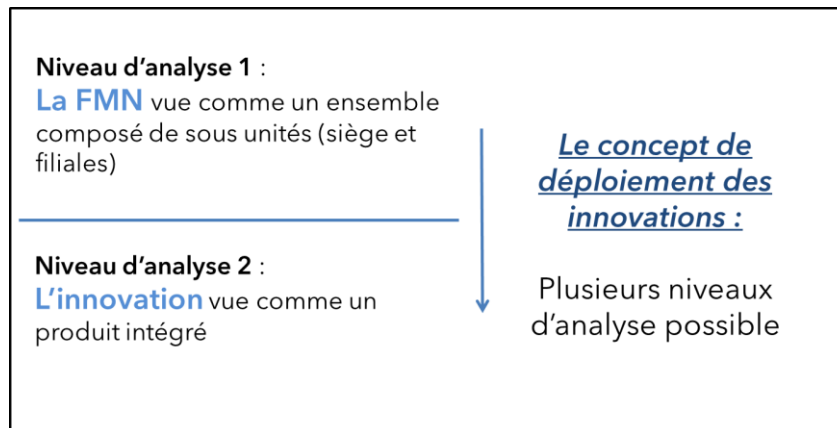 Niveau d'analyse 1 :
La FMN vue comme un ensemble
composé de sous unités (siège et
filiales)
Niveau d'analyse 2 :
L'innovation vue comme un
produit intégré
Le concept de
déploiement des
innovations :
Plusieurs niveaux
d'analyse possible